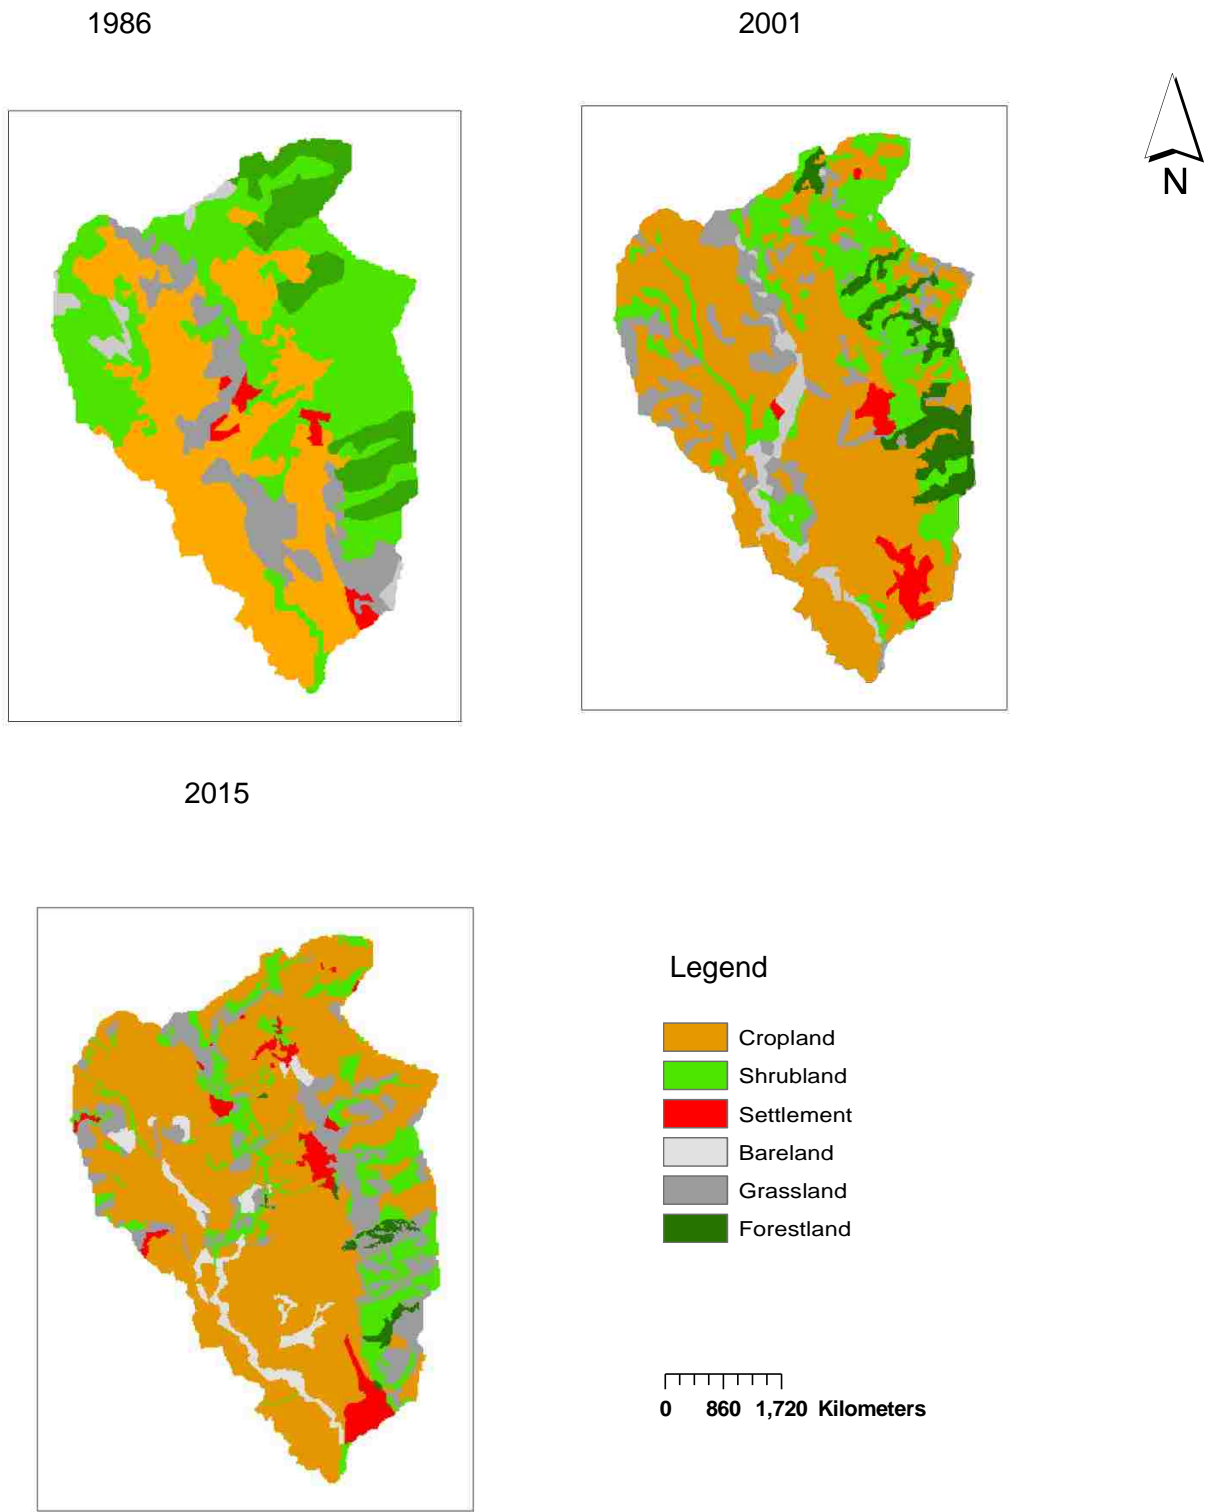 1986
2001
N
2015
Legend
Cropland
Shrubland
Settlement
Bareland
Grassland
Forestland
0 860 1,720 Kilometers